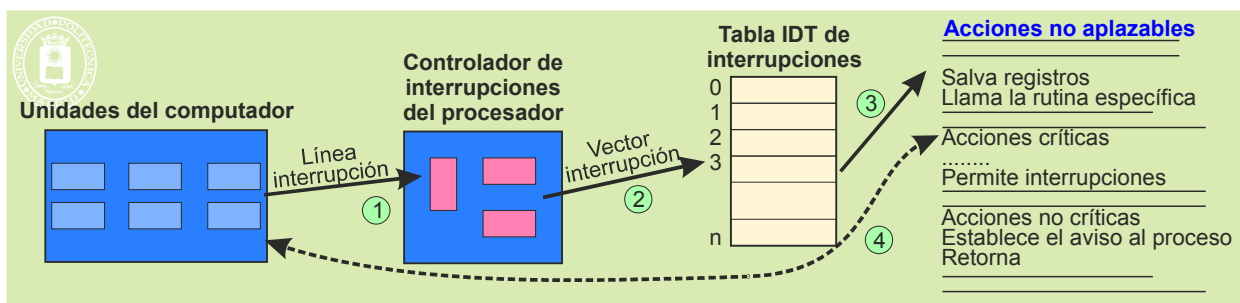 Unidades del computador
Controlador de
interrupciones
del procesador
Tabla IDT de
interrupciones
Acciones no aplazables
Línea
interrupción
1
Vector
interrupción
2
0
1
2
3
n
3
4
Salva registros
Llama la rutina específica
Acciones críticas
........
Permite interrupciones
Acciones no críticas
Establece el aviso al proceso
Retorna